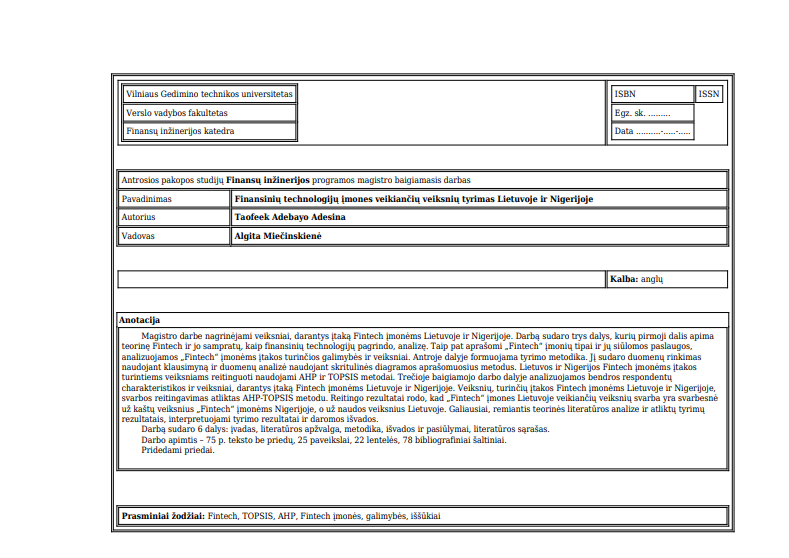 Vilniaus Gedimino technikos universitetas
ISBN ISSN
Verslo vadybos fakultetas
Egz. sk. .........
Finansų inžinerijos katedra
Data ..........-.....-.....
Antrosios pakopos studijų Finansų inžinerijos programos magistro baigiamasis darbas
Pavadinimas Finansinių technologijų įmones veikiančių veiksnių tyrimas Lietuvoje ir Nigerijoje
Autorius Taofeek Adebayo Adesina
Vadovas Algita Miečinskienė
Kalba: anglų
Anotacija
Magistro darbe nagrinėjami veiksniai, darantys įtaką Fintech įmonėms Lietuvoje ir Nigerijoje. Darbą sudaro trys dalys, kurių pirmoji dalis apima
teorinę Fintech ir jo sampratų, kaip finansinių technologijų pagrindo, analizę. Taip pat aprašomi „Fintech“ įmonių tipai ir jų siūlomos paslaugos,
analizuojamos „Fintech“ įmonėms įtakos turinčios galimybės ir veiksniai. Antroje dalyje formuojama tyrimo metodika. Jį sudaro duomenų rinkimas
naudojant klausimyną ir duomenų analizė naudojant skritulinės diagramos aprašomuosius metodus. Lietuvos ir Nigerijos Fintech įmonėms įtakos
turintiems veiksniams reitinguoti naudojami AHP ir TOPSIS metodai. Trečioje baigiamojo darbo dalyje analizuojamos bendros respondentų
charakteristikos ir veiksniai, darantys įtaką Fintech įmonėms Lietuvoje ir Nigerijoje. Veiksnių, turinčių įtakos Fintech įmonėms Lietuvoje ir Nigerijoje,
svarbos reitingavimas atliktas AHP-TOPSIS metodu. Reitingo rezultatai rodo, kad „Fintech“ įmones Lietuvoje veikiančių veiksnių svarba yra svarbesnė
už kaštų veiksnius „Fintech“ įmonėms Nigerijoje, o už naudos veiksnius Lietuvoje. Galiausiai, remiantis teorinės literatūros analize ir atliktų tyrimų
rezultatais, interpretuojami tyrimo rezultatai ir daromos išvados.
Darbą sudaro 6 dalys: įvadas, literatūros apžvalga, metodika, išvados ir pasiūlymai, literatūros sąrašas.
Darbo apimtis – 75 p. teksto be priedų, 25 paveikslai, 22 lentelės, 78 bibliografiniai šaltiniai.
Pridedami priedai.
Prasminiai žodžiai: Fintech, TOPSIS, AHP, Fintech įmonės, galimybės, iššūkiai